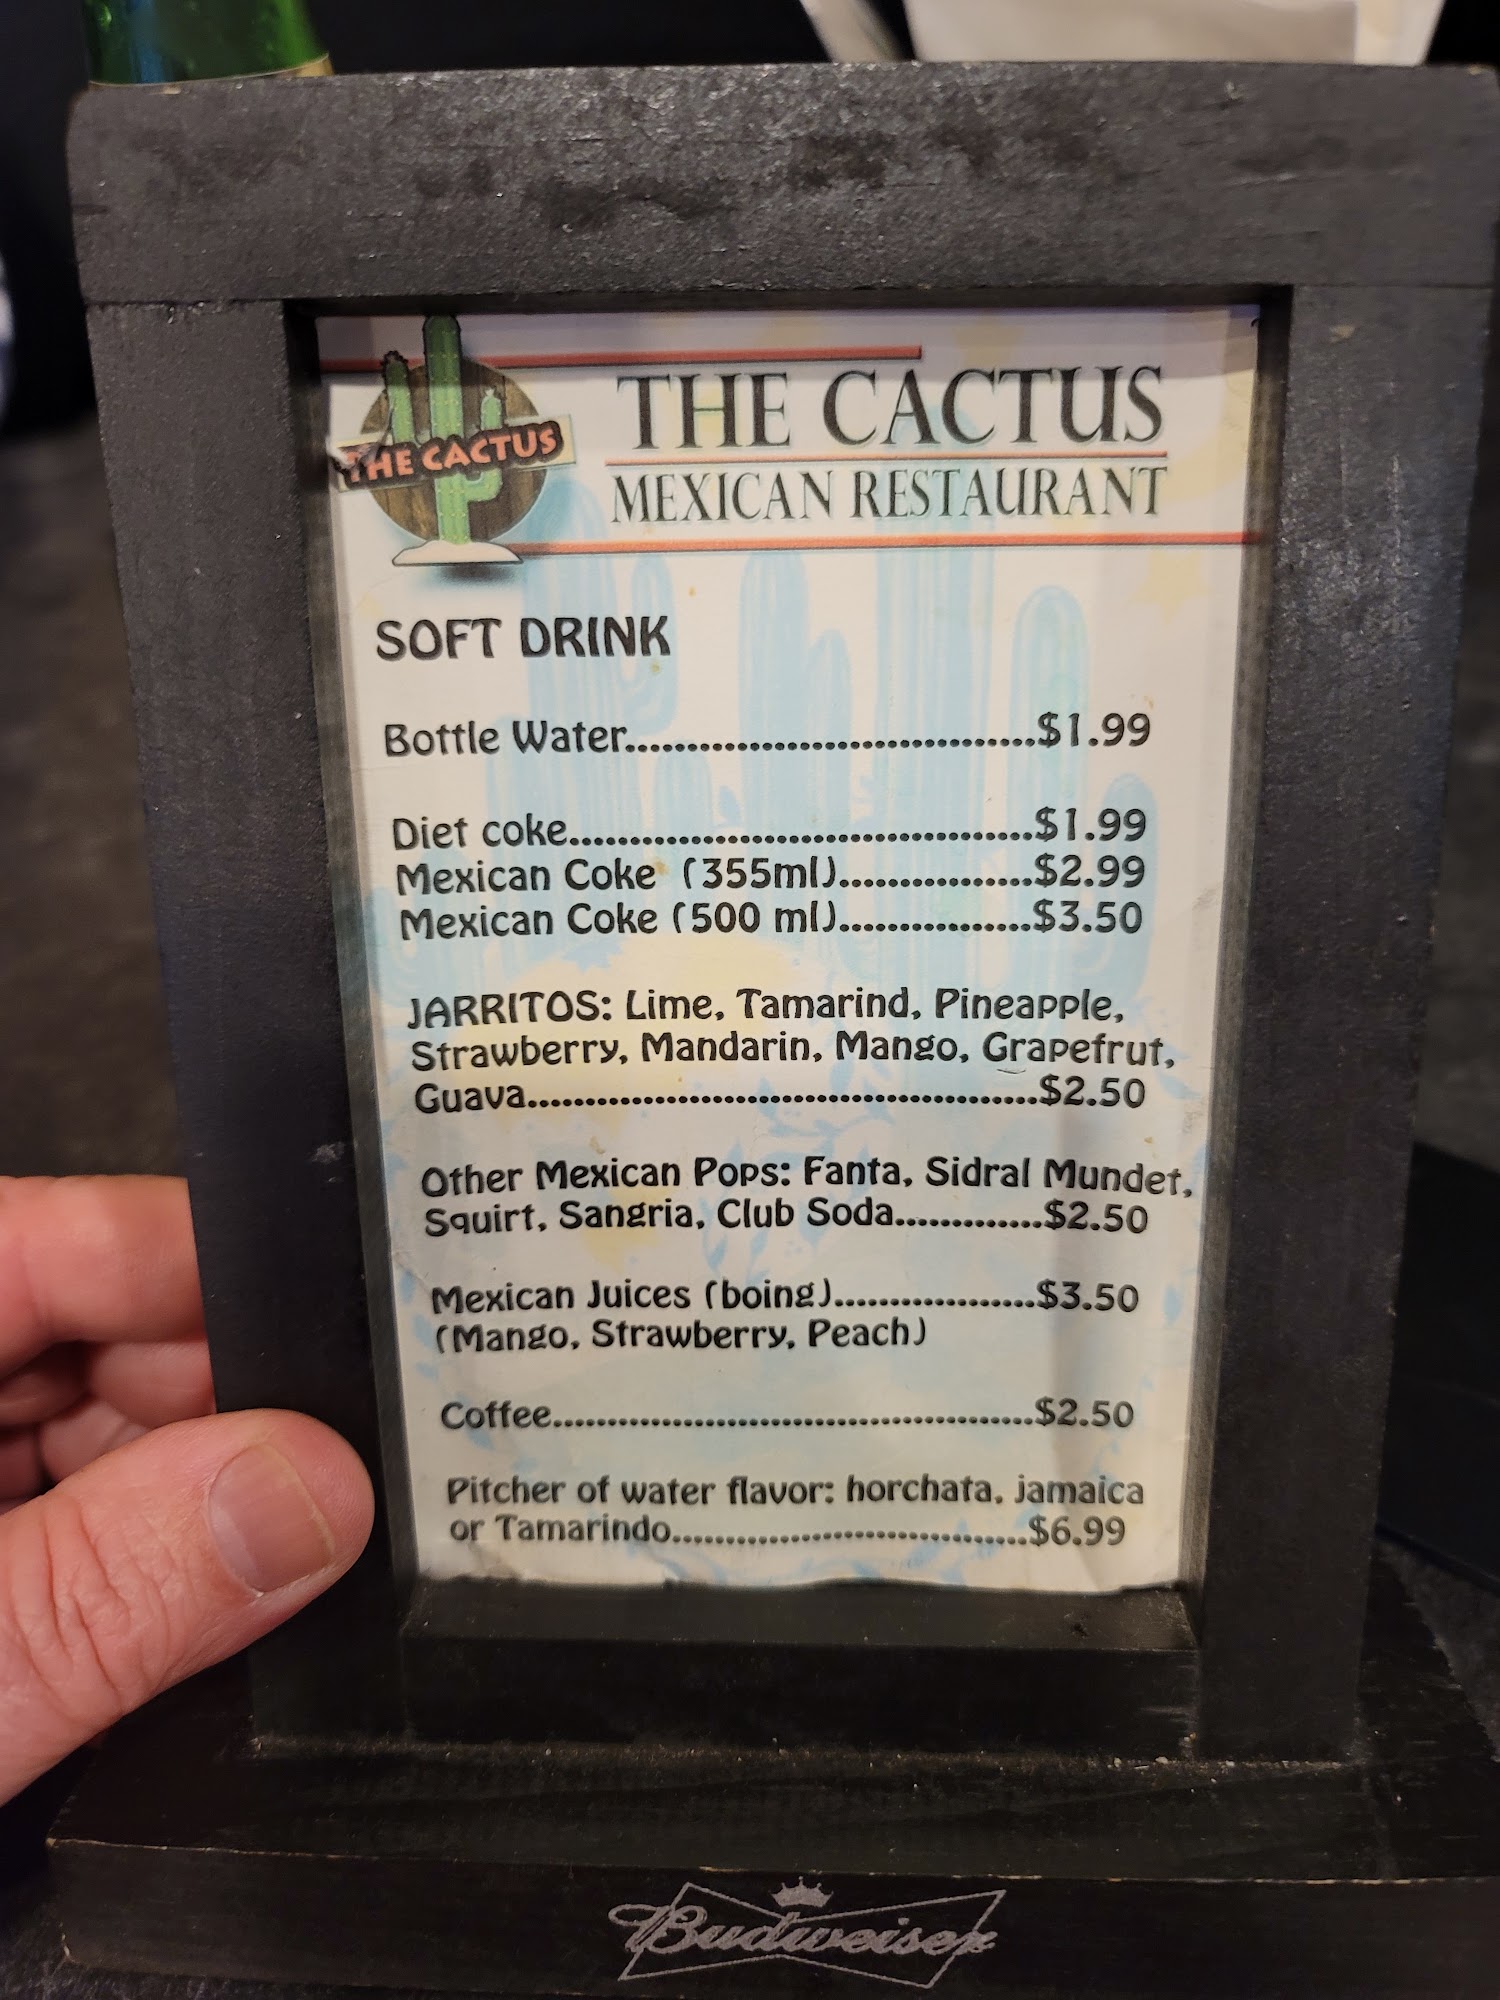 THE CACTUS
THE CACTUS
MEXICAN RESTAURANT
SOFT DRINK
Bottle Water.................................$1.99
Diet coke......................................$1.99
Mexican Coke (355ml)................$2.99
Mexican Coke (500 ml)................$3.50
JARRITOS: Lime, Tamarind, Pineapple,
Strawberry, Mandarin, Mango, Grapefrut,
Guava.........................................$2.50
Other Mexican Pops: Fanta, Sidral Mundet,
Squirt, Sangria, Club Soda............$2.50
Mexican Juices (boing)..................$3.50
(Mango, Strawberry, Peach)
Coffee.......................................$2.50
Pitcher of water flavor: horchata, jamaica
or Tamarindo..............................$6.99
Budweiser